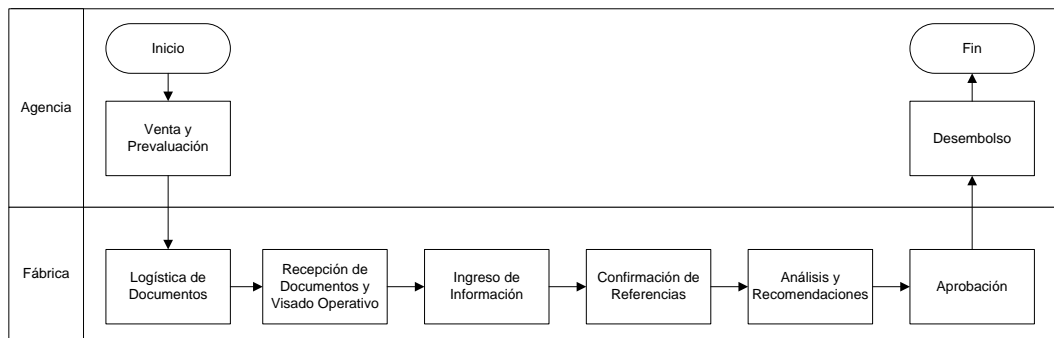 Agencia
Inicio
Venta y
Prevaluación
Fin
Desembolso
Fábrica
Logística de
Documentos
Recepción de
Documentos y
Visado Operativo
Ingreso de
Información
Confirmación de
Referencias
Análisis y
Recomendaciones
Aprobación